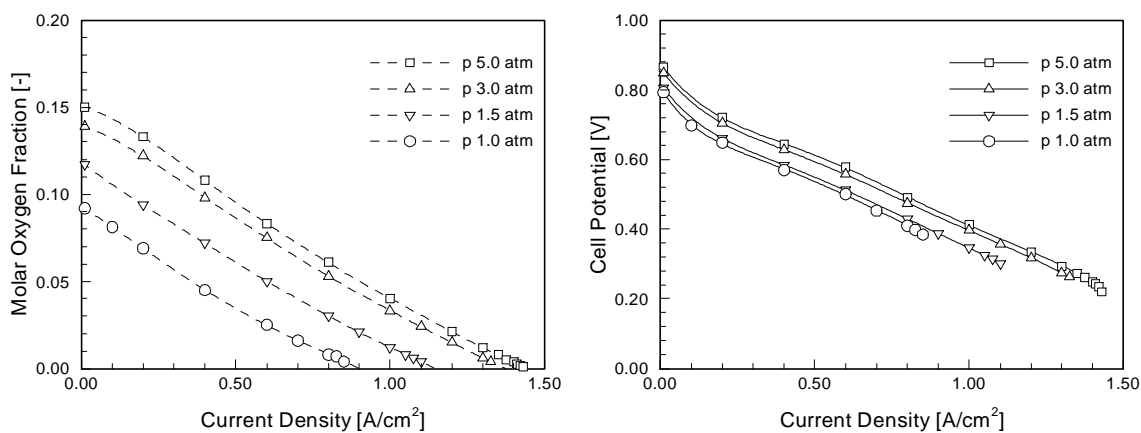 0.20
0.15
0.10
0.05
0.00
0.00
0.50
1.00
1.50
Molar Oxygen Fraction [-]
Current Density [A/cm²]
p 5.0 atm
p 3.0 atm
p 1.5 atm
p 1.0 atm
1.00
0.80
0.60
0.40
0.20
0.00
0.00
0.50
1.00
1.50
Cell Potential [V]
Current Density [A/cm²]
p 5.0 atm
p 3.0 atm
p 1.5 atm
p 1.0 atm